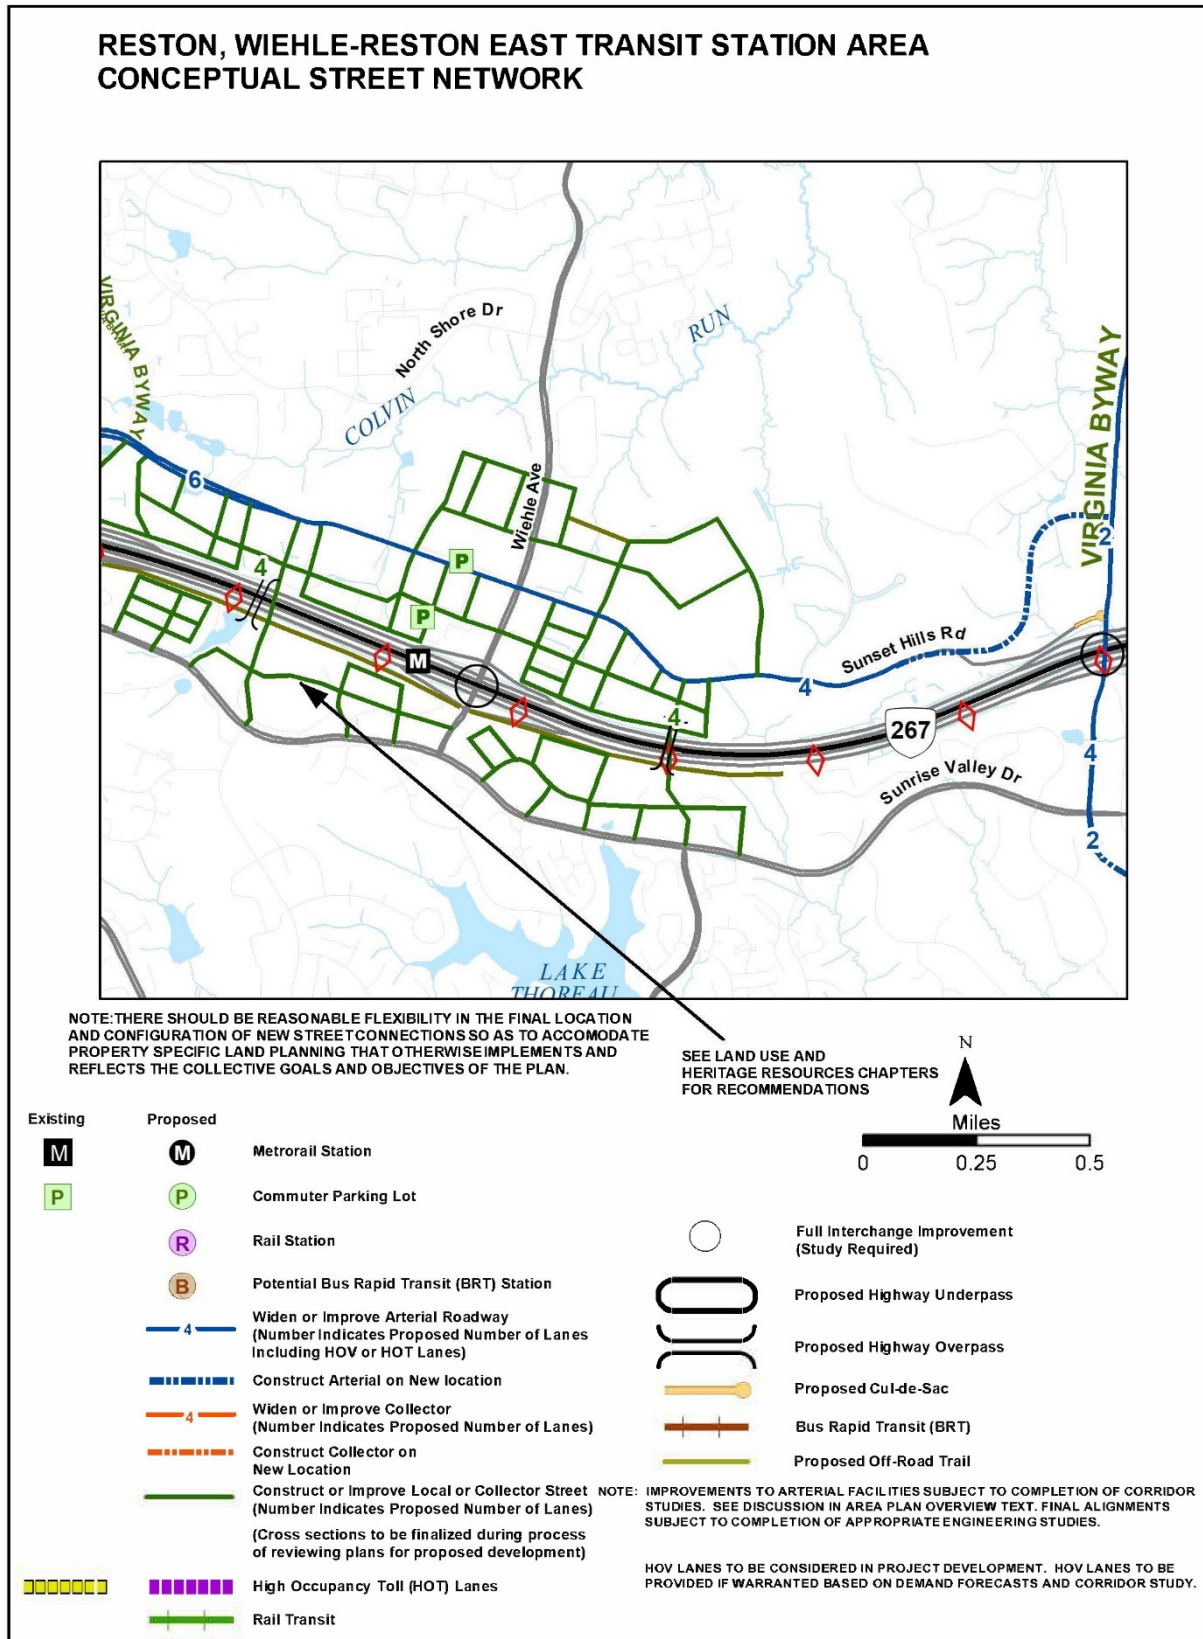 RESTON, WIEHLE-RESTON EAST TRANSIT STATION AREA
CONCEPTUAL STREET NETWORK
VIRGINIA BYWAY
North Shore Dr
COLVIN
RUN
VIRGINIA BYWAY
6
Wiehle Ave
2
P
4
P
Sunset Hills Rd
M
4
4
267
4
Sunrise Valley Dr
2
LAKE
THOREAU
NOTE:THERE SHOULD BE REASONABLE FLEXIBILITY IN THE FINAL LOCATION
AND CONFIGURATION OF NEW STREET CONNECTIONS SO AS TO ACCOMODATE
PROPERTY SPECIFIC LAND PLANNING THAT OTHERWISE IMPLEMENTS AND
REFLECTS THE COLLECTIVE GOALS AND OBJECTIVES OF THE PLAN.
SEE LAND USE AND
HERITAGE RESOURCES CHAPTERS
FOR RECOMMENDATIONS
N
Miles
0 0.25 0.5
Existing Proposed
M M Metrorail Station
P P Commuter Parking Lot
R Rail Station
B Potential Bus Rapid Transit (BRT) Station
4 Widen or Improve Arterial Roadway
(Number Indicates Proposed Number of Lanes
Including HOV or HOT Lanes)
Construct Arterial on New location
4 Widen or Improve Collector
(Number Indicates Proposed Number of Lanes)
Construct Collector on
New Location
Construct or Improve Local or Collector Street
(Number Indicates Proposed Number of Lanes)
(Cross sections to be finalized during process
of reviewing plans for proposed development)
High Occupancy Toll (HOT) Lanes
Rail Transit
Full Interchange Improvement
(Study Required)
Proposed Highway Underpass
Proposed Highway Overpass
Proposed Cul-de-Sac
Bus Rapid Transit (BRT)
Proposed Off-Road Trail
NOTE: IMPROVEMENTS TO ARTERIAL FACILITIES SUBJECT TO COMPLETION OF CORRIDOR
STUDIES. SEE DISCUSSION IN AREA PLAN OVERVIEW TEXT. FINAL ALIGNMENTS
SUBJECT TO COMPLETION OF APPROPRIATE ENGINEERING STUDIES.
HOV LANES TO BE CONSIDERED IN PROJECT DEVELOPMENT. HOV LANES TO BE
PROVIDED IF WARRANTED BASED ON DEMAND FORECASTS AND CORRIDOR STUDY.